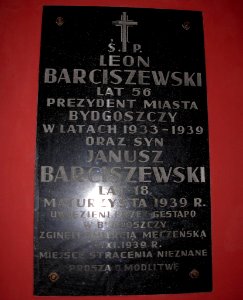 Ś. P.
LEON
BARCISZEWSKI
LAT 56
PREZYDENT MIASTA
BYDGOSZCZY
W LATACH 1933-1939
ORAZ SYN
JANUSZ
BARCISZEWSKI
LAT 18
MATURZYSTA 1939 R.
UWIĘZIENI PRZEZ GESTAPO
W BYDGOSZCZY
ZGINĘLI ŚMIERCIĄ MĘCZEŃSKĄ
XI.1939 R.
MIEJSCE STRACENIA NIEZNANE
PROSZĄ O MODLITWĘ